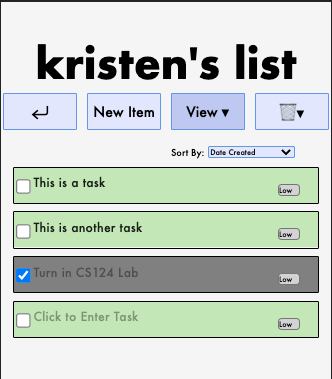 kristen's list
New Item View ▾ ▾
Sort By: Date Created
This is a task Low
This is another task Low
Turn in CS124 Lab Low
Click to Enter Task Low